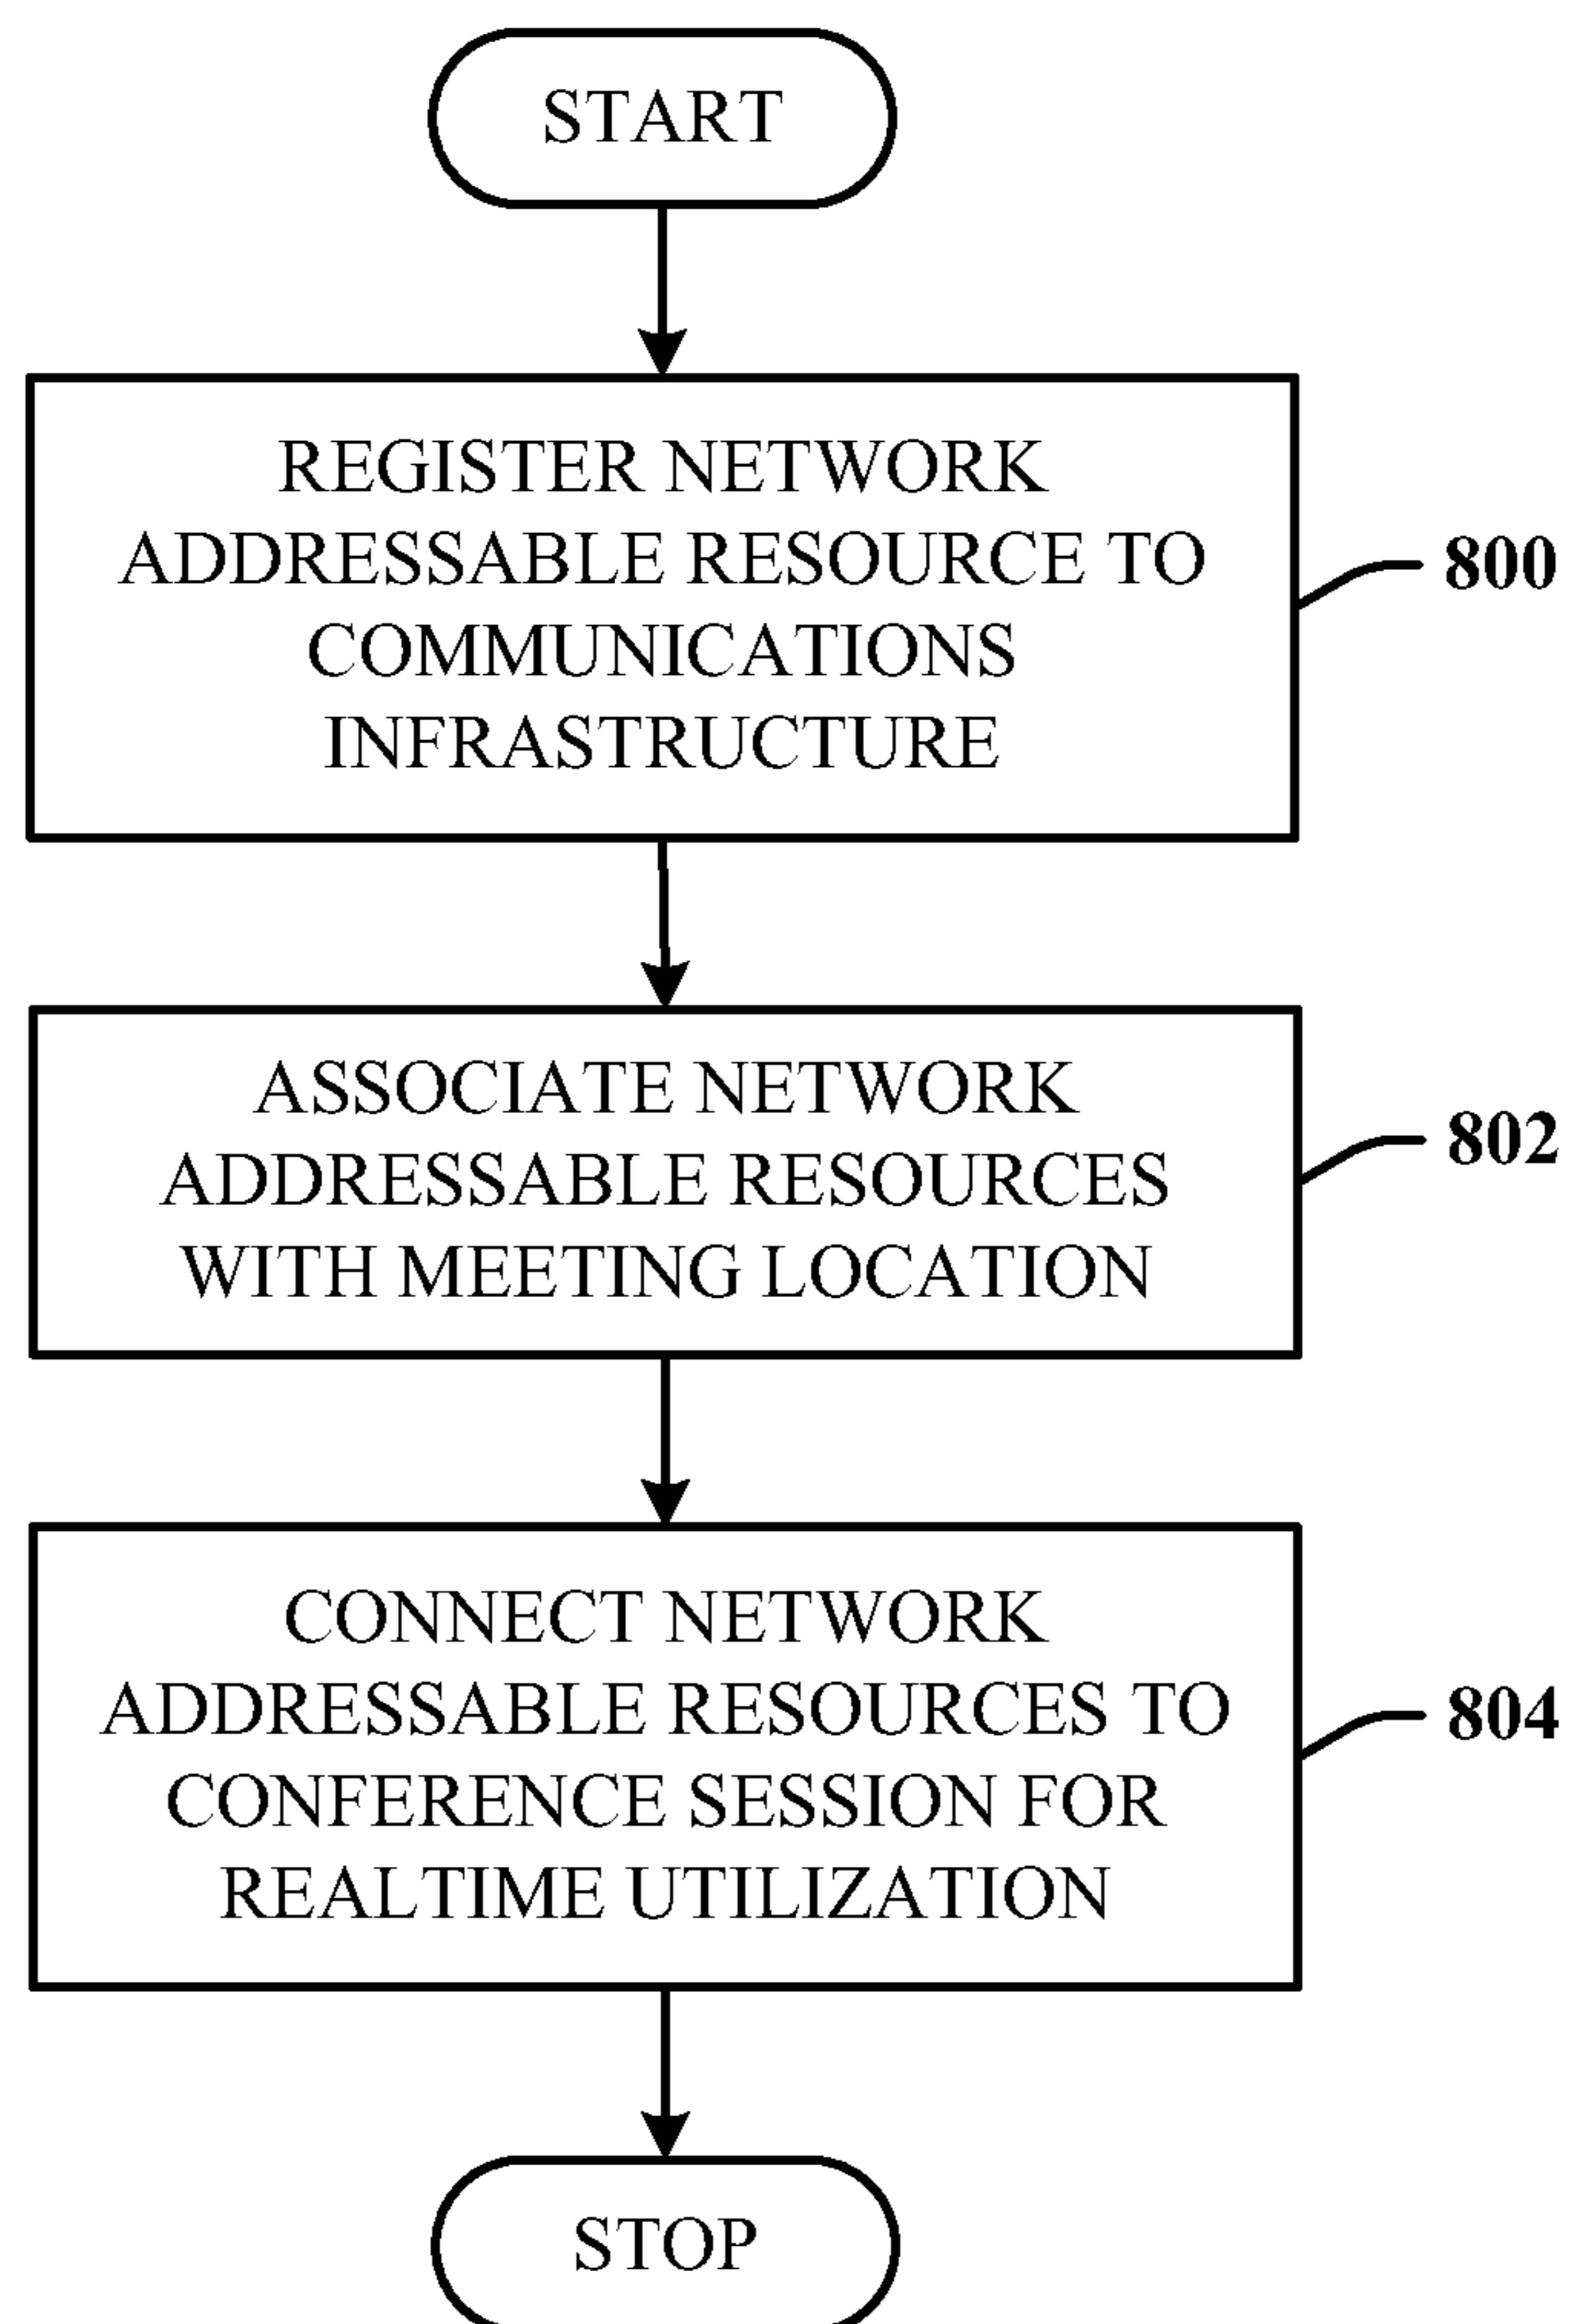 START
REGISTER NETWORK
ADDRESSABLE RESOURCE TO
COMMUNICATIONS
INFRASTRUCTURE
800
ASSOCIATE NETWORK
ADDRESSABLE RESOURCES
WITH MEETING LOCATION
802
CONNECT NETWORK
ADDRESSABLE RESOURCES TO
CONFERENCE SESSION FOR
REALTIME UTILIZATION
804
STOP